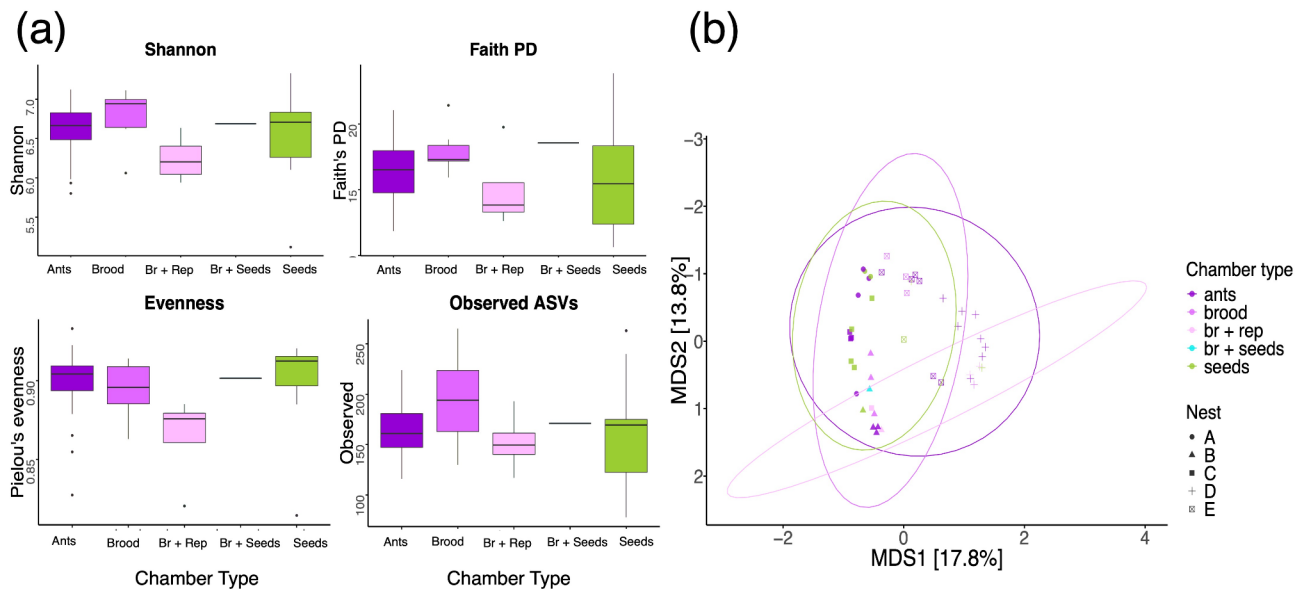 (a)
(b)
Shannon
Shannon
7.0
6.5
6.0
5.5
Ants
Brood
Br + Rep
Br + Seeds
Seeds
Faith PD
Faith's PD
20
15
Ants
Brood
Br + Rep
Br + Seeds
Seeds
Evenness
Pielou's evenness
0.90
0.85
Ants
Brood
Br + Rep
Br + Seeds
Seeds
Chamber Type
Observed ASVs
Observed
250
200
150
100
Ants
Brood
Br + Rep
Br + Seeds
Seeds
Chamber Type
MDS2 [13.8%]
−3
−2
−1
0
1
2
−2
0
2
4
MDS1 [17.8%]
Chamber type
ants
brood
br + rep
br + seeds
seeds
Nest
A
B
C
D
E